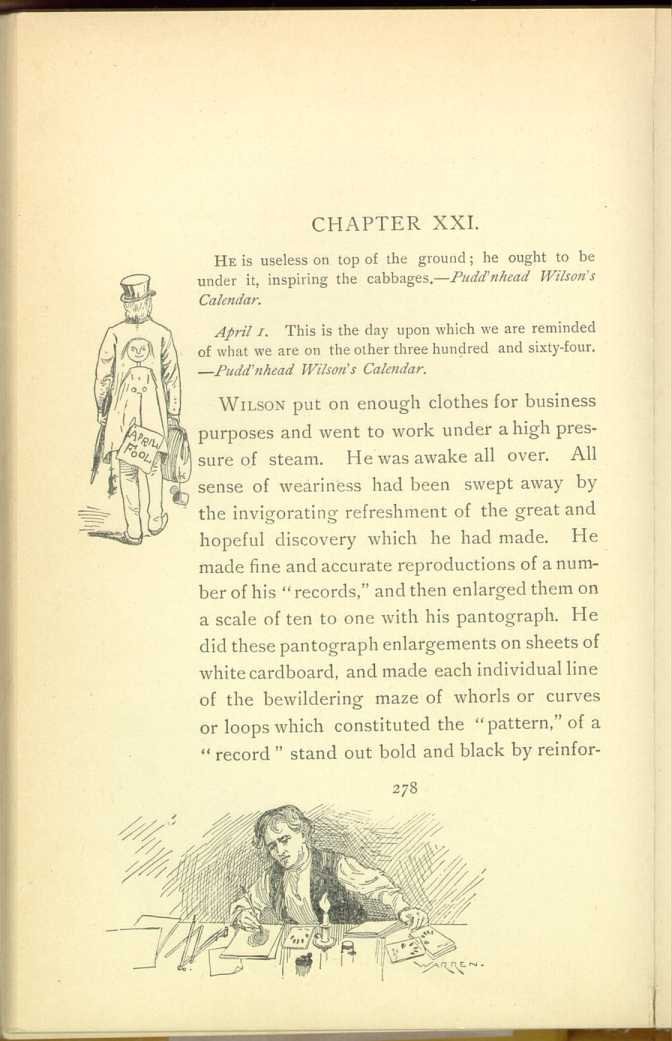 CHAPTER XXI.
HE is useless on top of the ground; he ought to be
under it, inspiring the cabbages.—Pudd'nhead Wilson's
Calendar.
April 1. This is the day upon which we are reminded
of what we are on the other three hundred and sixty-four.
—Pudd'nhead Wilson's Calendar.
APRIL
FOOL
WILSON put on enough clothes for business
purposes and went to work under a high pres-
sure of steam. He was awake all over. All
sense of weariness had been swept away by
the invigorating refreshment of the great and
hopeful discovery which he had made. He
made fine and accurate reproductions of a num-
ber of his "records," and then enlarged them on
a scale of ten to one with his pantograph. He
did these pantograph enlargements on sheets of
white cardboard, and made each individual line
of the bewildering maze of whorls or curves
or loops which constituted the "pattern," of a
"record" stand out bold and black by reinfor-
278
WARREN.